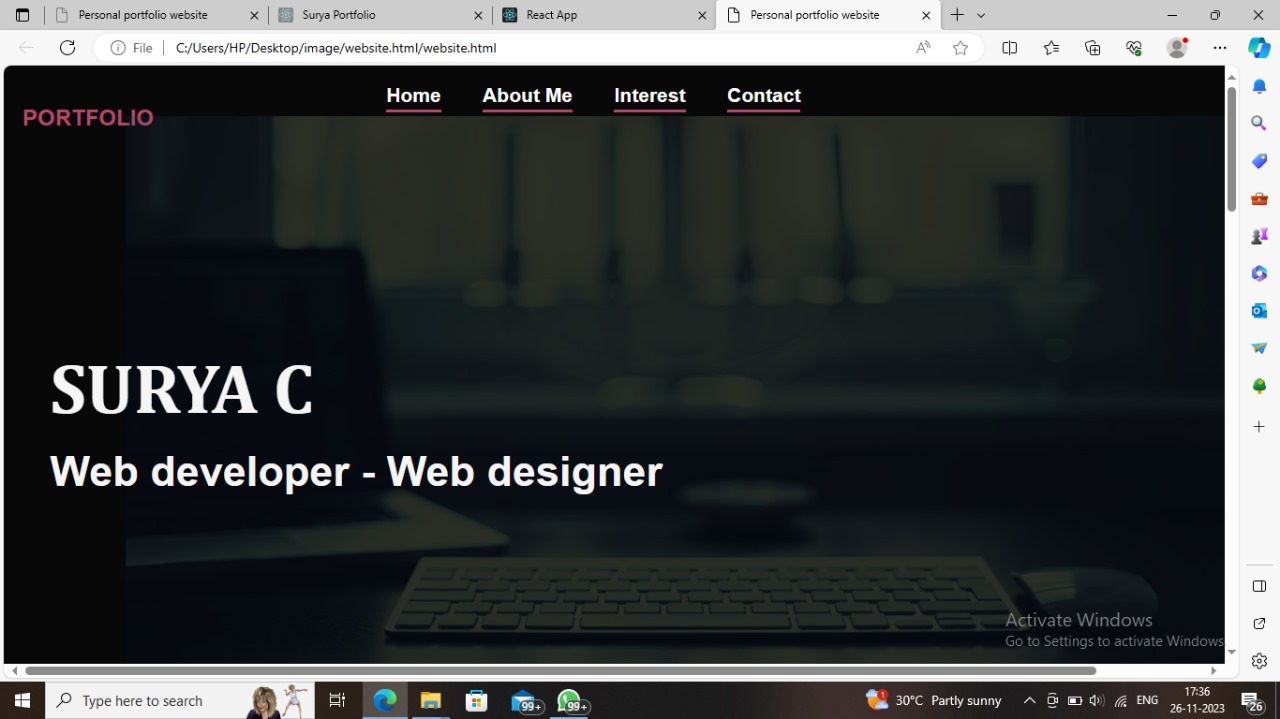 Personal portfolio website
Surya Portfolio
React App
Personal portfolio website
File
C:/Users/HP/Desktop/image/website.html/website.html
Home
About Me
Interest
Contact
PORTFOLIO
SURYA C
Web developer - Web designer
Activate Windows
Go to Settings to activate Windows
Type here to search
99+
99+
1
30°C Partly sunny
ENG
17:36
26-11-2023
26